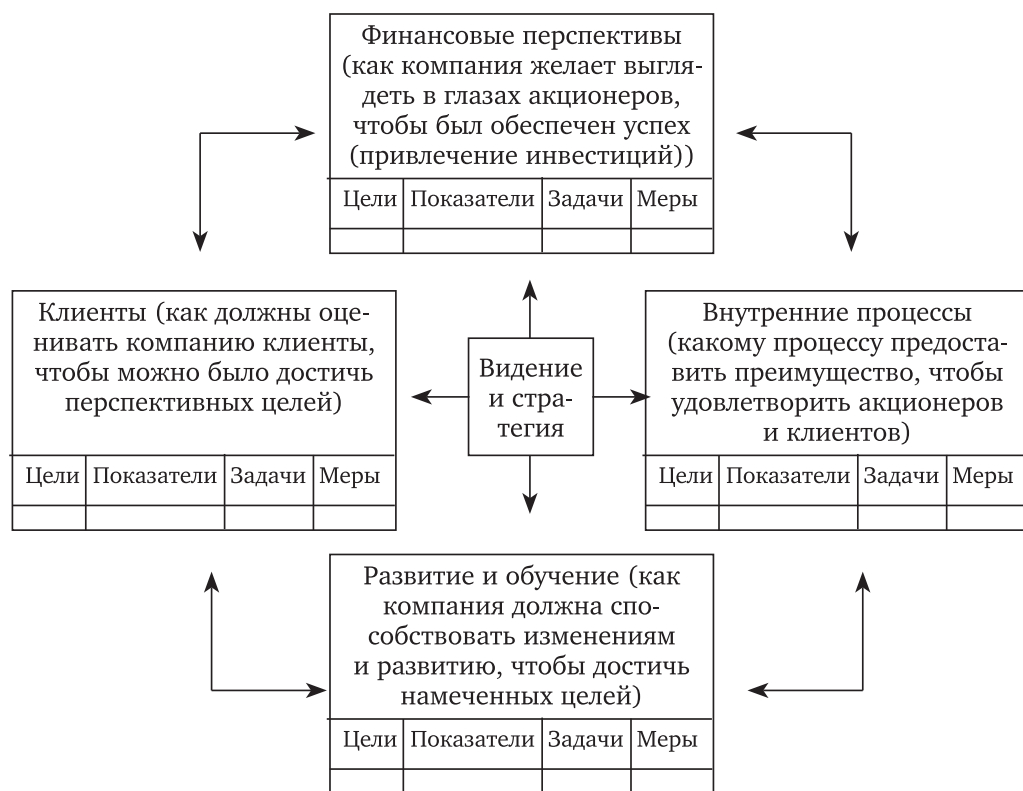 Финансовые перспективы
(как компания желает выгля-
деть в глазах акционеров,
чтобы был обеспечен успех
(привлечение инвестиций))
Цели Показатели Задачи Меры
Клиенты (как должны оце-
нивать компанию клиенты,
чтобы можно было достичь
перспективных целей)
Цели Показатели Задачи Меры
Видение
и стра-
тегия
Внутренние процессы
(какому процессу предоста-
вить преимущество, чтобы
удовлетворить акционеров
и клиентов)
Цели Показатели Задачи Меры
Развитие и обучение (как
компания должна спо-
собствовать изменениям
и развитию, чтобы достичь
намеченных целей)
Цели Показатели Задачи Меры